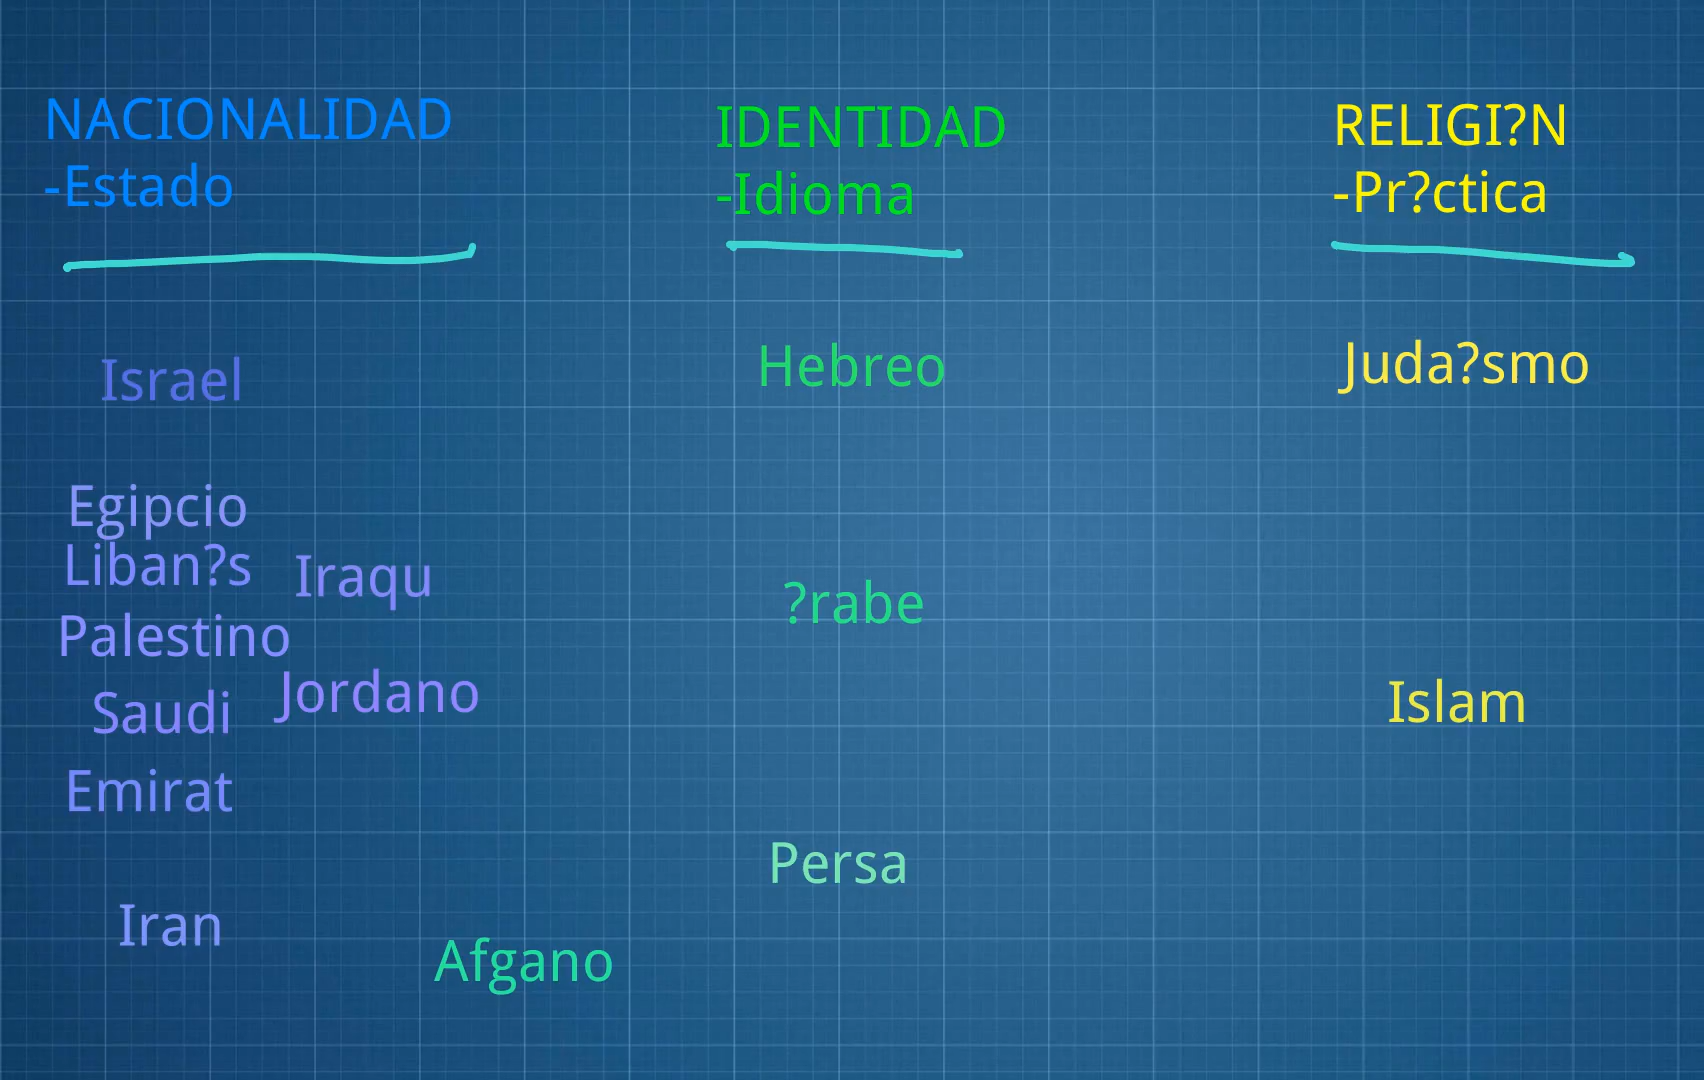 NACIONALIDAD
-Estado
IDENTIDAD
-Idioma
RELIGI?N
-Pr?ctica
Israel
Hebreo
Juda?smo
Egipcio
Liban?s
Iraqu
Palestino
Saudi
Jordano
Emirat
?rabe
Islam
Persa
Iran
Afgano